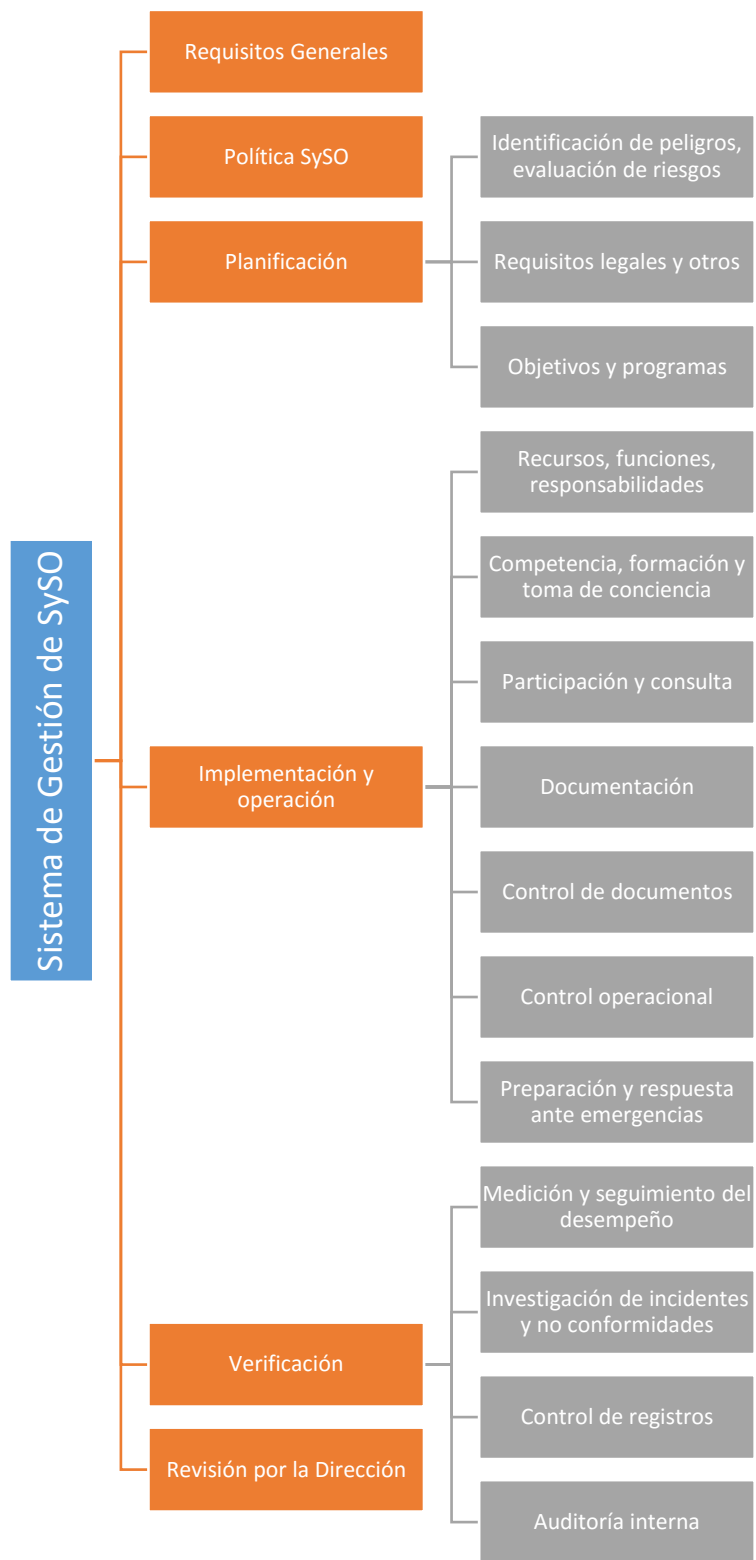 Sistema de Gestión de SySO
Requisitos Generales
Política SySO
Planificación
Identificación de peligros,
evaluación de riesgos
Requisitos legales y otros
Objetivos y programas
Implementación y
operación
Recursos, funciones,
responsabilidades
Competencia, formación y
toma de conciencia
Participación y consulta
Documentación
Control de documentos
Control operacional
Preparación y respuesta
ante emergencias
Verificación
Medición y seguimiento del
desempeño
Investigación de incidentes
y no conformidades
Control de registros
Auditoría interna
Revisión por la Dirección